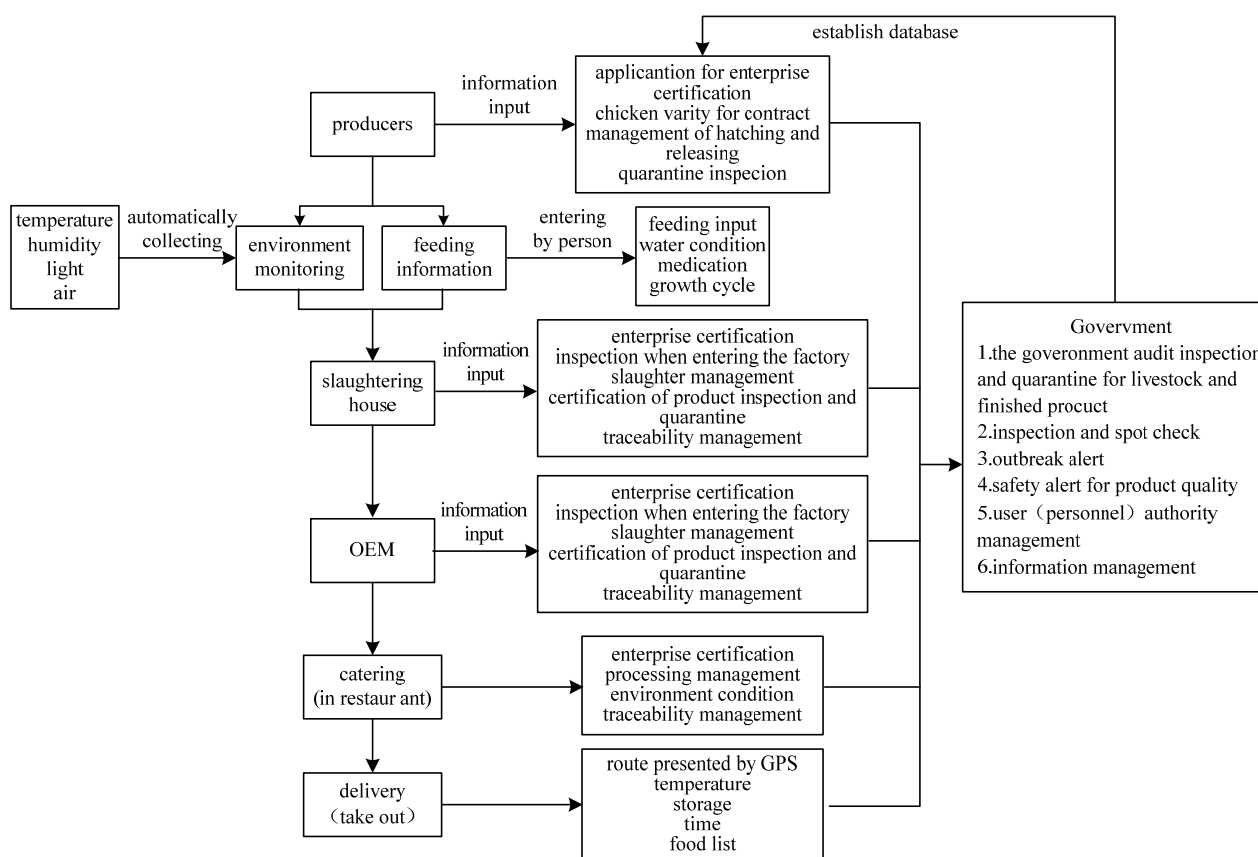 establish database
information
input
applicantion for enterprise
certification
chicken varity for contract
management of hatching and
releasing
quarantine inspecion
producers
temperature
humidity
light
air
automatically
collecting
environment
monitoring
feeding
information
entering
by person
feeding input
water condition
medication
growth cycle
slaughtering
house
information
input
enterprise certification
inspection when entering the factory
slaughter management
certification of product inspection and
quarantine
traceability management
Govervment
1.the goveronment audit inspection
and quarantine for livestock and
finished procuct
2.inspection and spot check
3.outbreak alert
4.safety alert for product quality
5.user（personnel）authority
management
6.information management
OEM
information
input
enterprise certification
inspection when entering the factory
slaughter management
certification of product inspection and
quarantine
traceability management
catering
(in restaur ant)
enterprise certification
processing management
environment condition
traceability management
delivery
（take out）
route presented by GPS
temperature
storage
time
food list